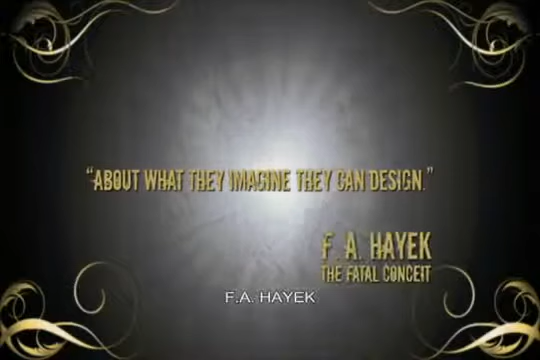 “ABOUT WHAT THEY IMAGINE THEY CAN DESIGN.”
F. A. HAYEK
THE FATAL CONCEIT
F.A. HAYEK